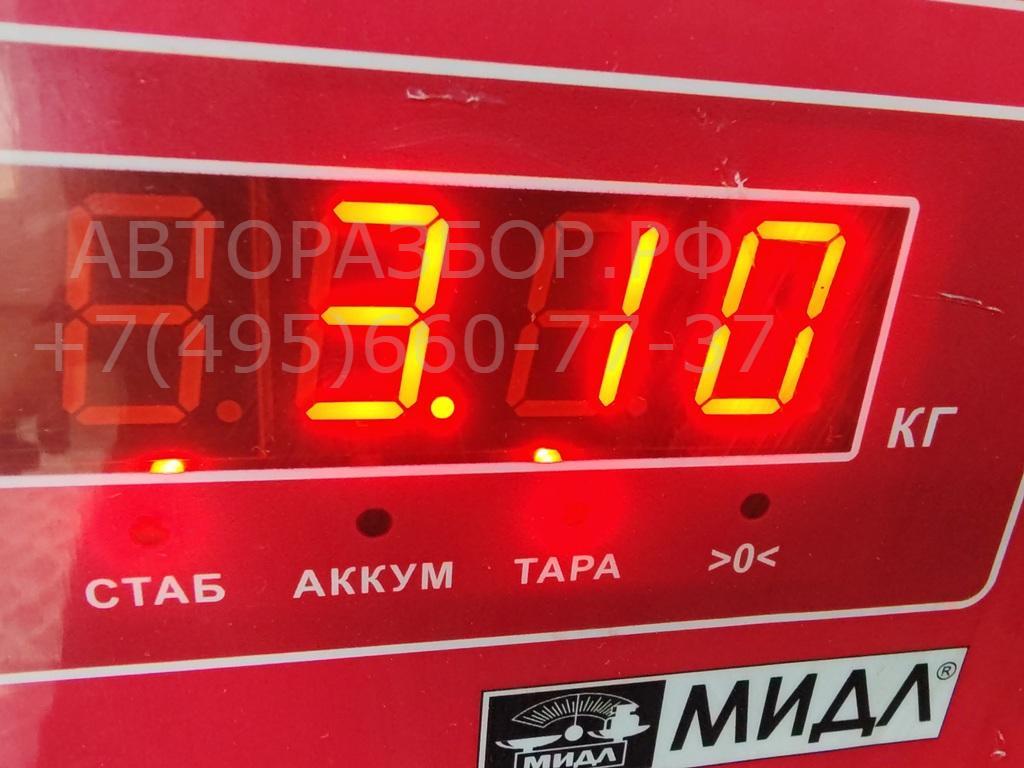 АВТОРАЗБОР.РФ
+7(495)660-77-37
3.10
КГ
СТАБ АККУМ ТАРА >0<
МИДЛ МИДЛ®